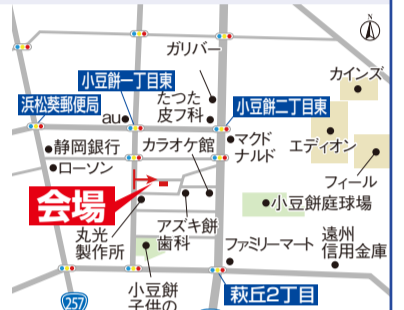 N
ガリバー
カインズ
小豆餅一丁目東
たつた
皮フ科
au
浜松葵郵便局
小豆餅二丁目東
静岡銀行
カラオケ館
マクド
ナルド
エディオン
ローソン
フィール
会場
小豆餅庭球場
丸光
製作所
アズキ餅
歯科
ファミリーマート
遠州
信用金庫
257
小豆餅
子供の
萩丘2丁目